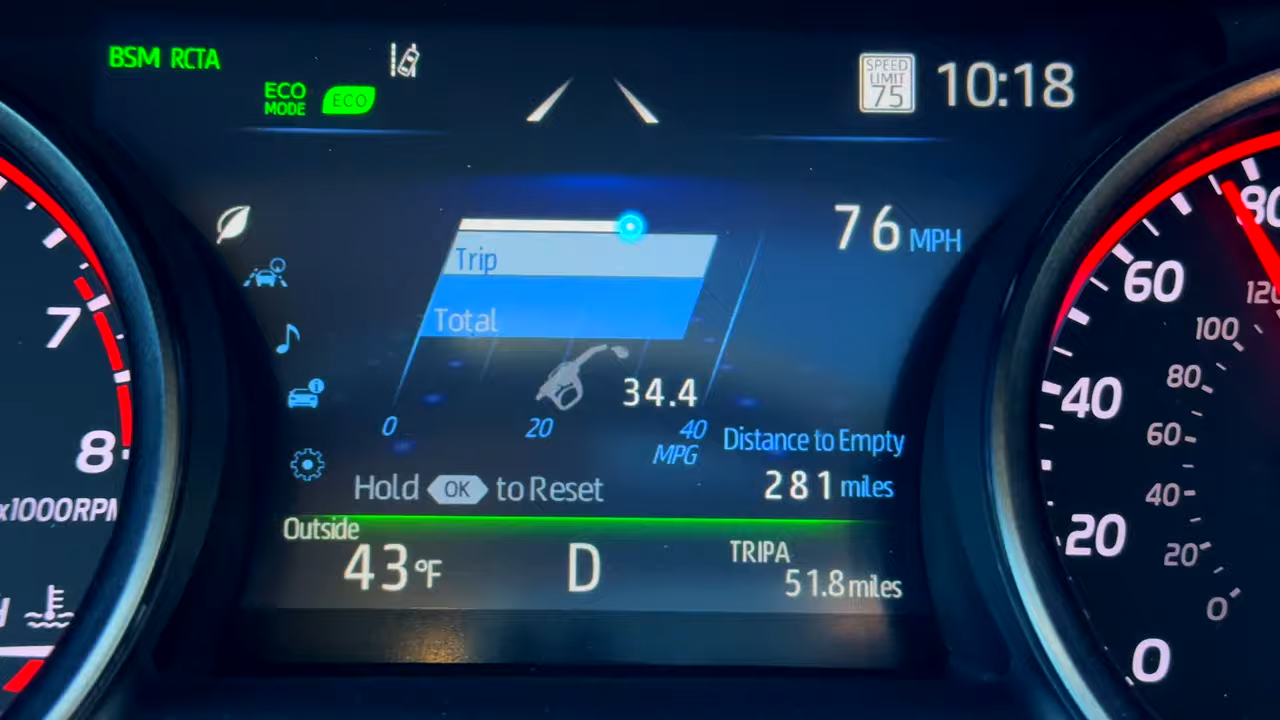 BSM RCTA
ECO
MODE
ECO
SPEED
LIMIT
75
10:18
76 MPH
Trip
Total
34.4
0 20 40
MPG
Distance to Empty
281 miles
Hold OK to Reset
Outside
43°F
D
TRIPA
51.8 miles
7
8
x1000RPM
80
60
40
20
0
120
100
80
60
40
20
0